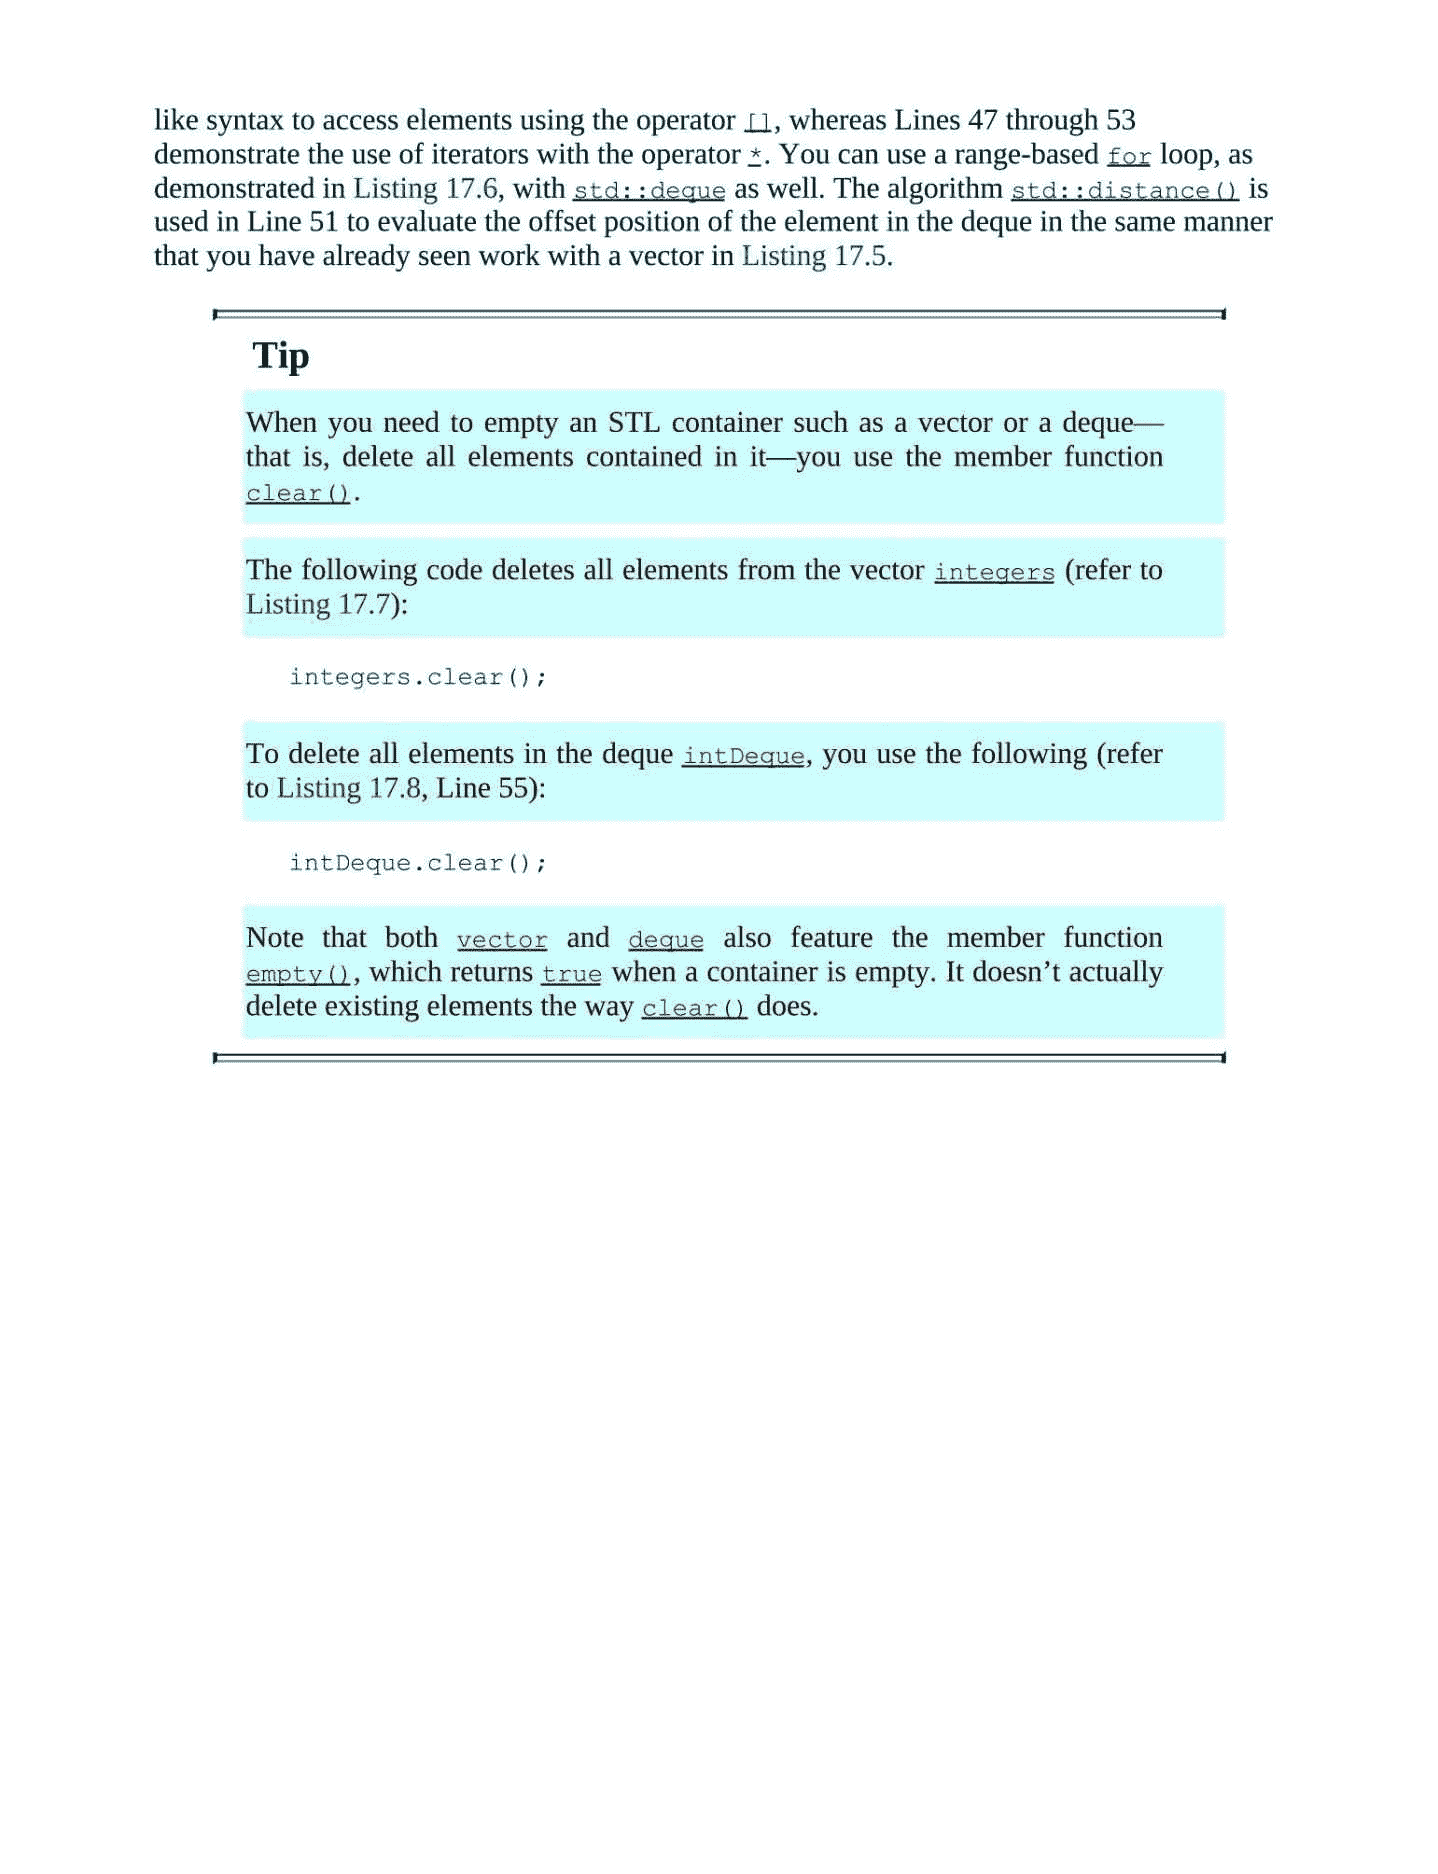 like syntax to access elements using the operator [], whereas Lines 47 through 53
demonstrate the use of iterators with the operator *. You can use a range-based for loop, as
demonstrated in Listing 17.6, with std::deque as well. The algorithm std::distance() is
used in Line 51 to evaluate the offset position of the element in the deque in the same manner
that you have already seen work with a vector in Listing 17.5.
Tip
When you need to empty an STL container such as a vector or a deque—
that is, delete all elements contained in it—you use the member function
clear().
The following code deletes all elements from the vector integers (refer to
Listing 17.7):
integers.clear();
To delete all elements in the deque intDeque, you use the following (refer
to Listing 17.8, Line 55):
intDeque.clear();
Note that both vector and deque also feature the member function
empty(), which returns true when a container is empty. It doesn’t actually
delete existing elements the way clear() does.